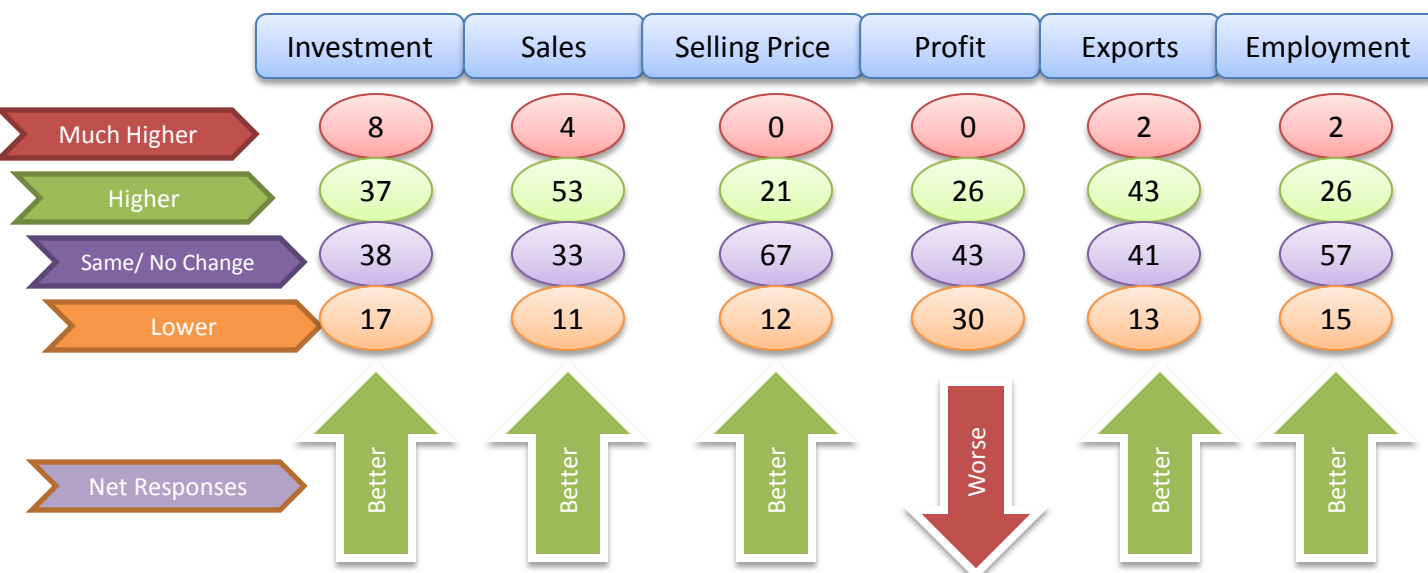 Investment Sales Selling Price Profit Exports Employment
Much Higher 8 4 0 0 2 2
Higher 37 53 21 26 43 26
Same/ No Change 38 33 67 43 41 57
Lower 17 11 12 30 13 15
Net Responses Better Better Better Worse Better Better